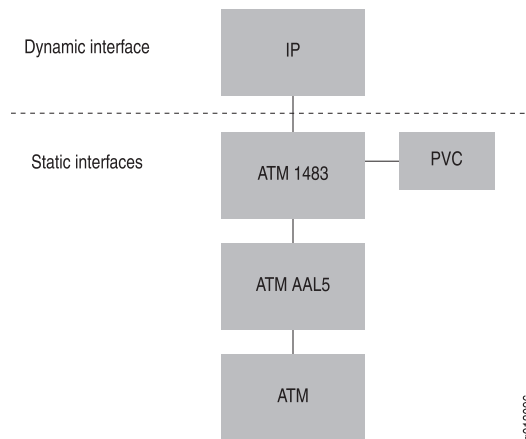 Dynamic interface
IP
Static interfaces
ATM 1483
PVC
ATM AAL5
ATM